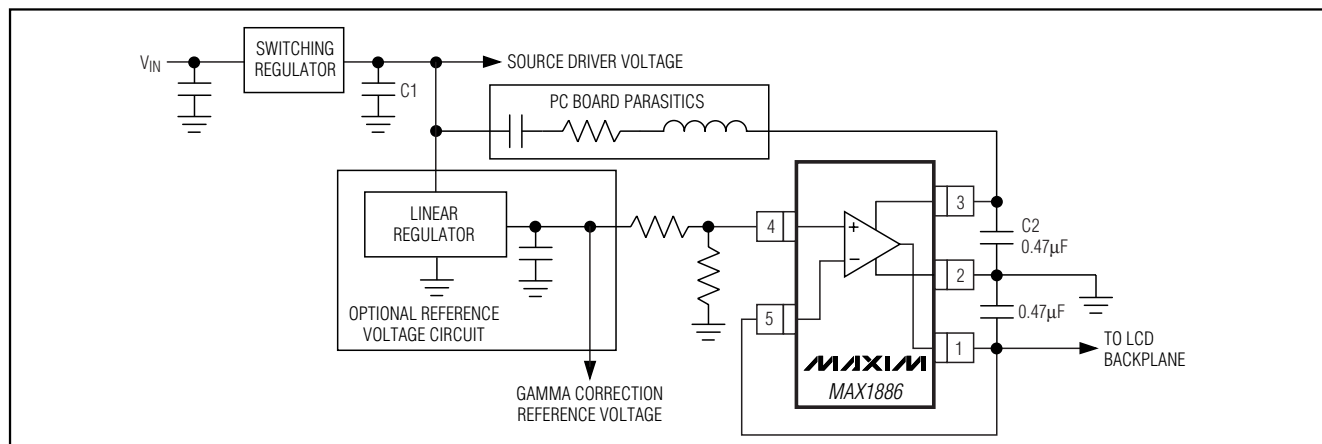 VIN
SWITCHING
REGULATOR
C1
SOURCE DRIVER VOLTAGE
PC BOARD PARASITICS
LINEAR
REGULATOR
OPTIONAL REFERENCE
VOLTAGE CIRCUIT
GAMMA CORRECTION
REFERENCE VOLTAGE
4
5
+
−
3
2
1
MAXIM
MAX1886
C2
0.47μF
0.47μF
TO LCD
BACKPLANE